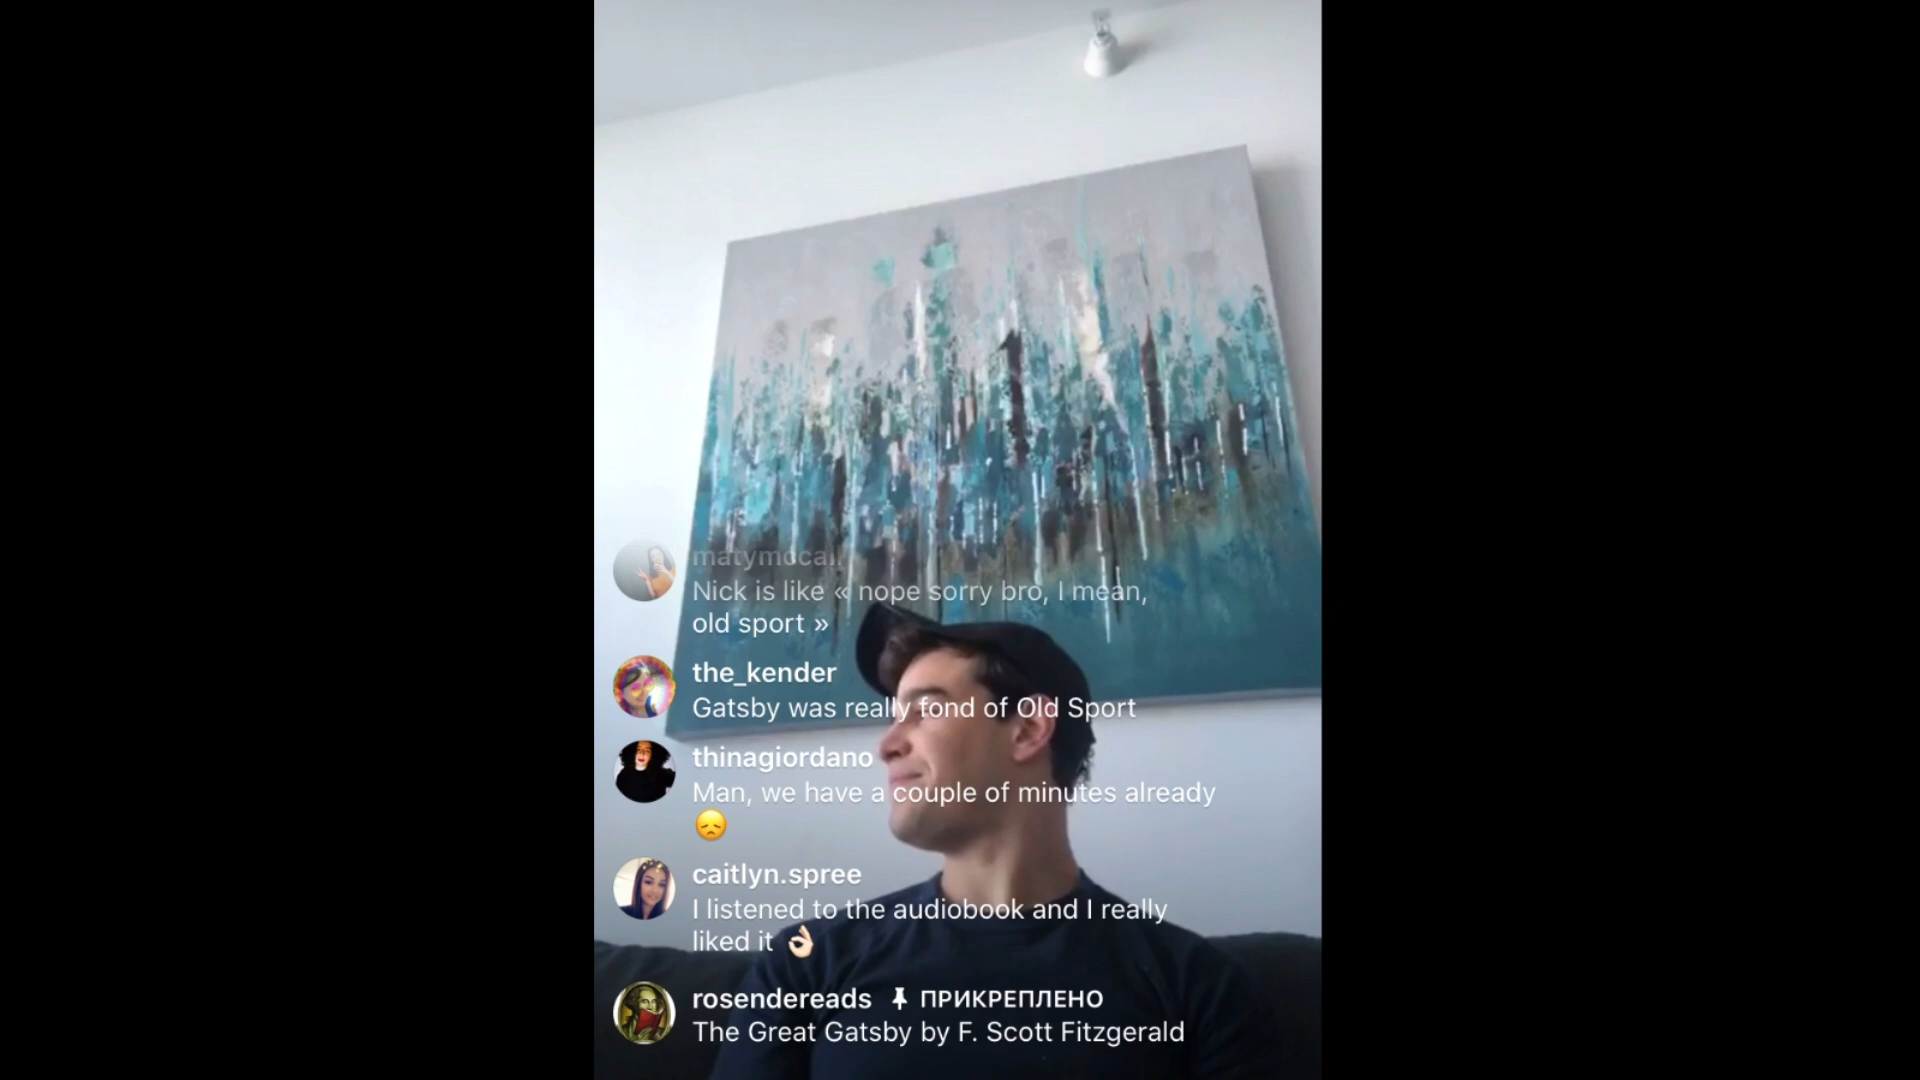 matymccall
Nick is like « nope sorry bro, I mean,
old sport »
the_kender
Gatsby was really fond of Old Sport
thinagiordano
Man, we have a couple of minutes already
😞
caitlyn.spree
I listened to the audiobook and I really
liked it 👌🏻
rosendereads ПРИКРЕПЛЕНО
The Great Gatsby by F. Scott Fitzgerald